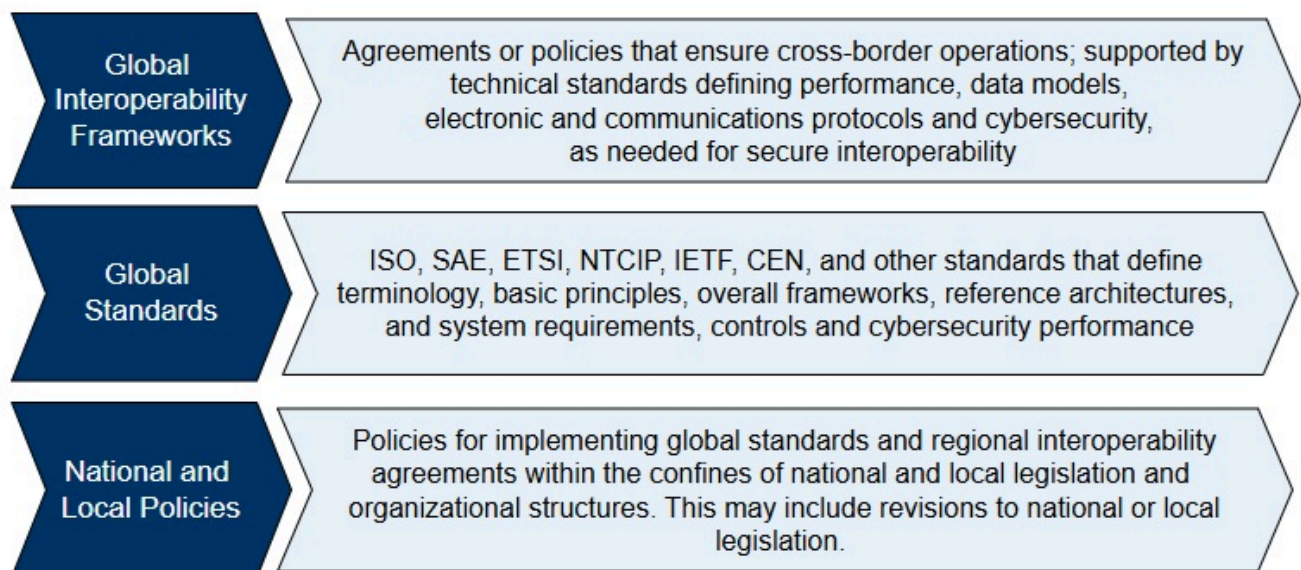 Global
Interoperability
Frameworks
Agreements or policies that ensure cross-border operations; supported by
technical standards defining performance, data models,
electronic and communications protocols and cybersecurity,
as needed for secure interoperability
Global
Standards
ISO, SAE, ETSI, NTCIP, IETF, CEN, and other standards that define
terminology, basic principles, overall frameworks, reference architectures,
and system requirements, controls and cybersecurity performance
National and
Local Policies
Policies for implementing global standards and regional interoperability
agreements within the confines of national and local legislation and
organizational structures. This may include revisions to national or local
legislation.